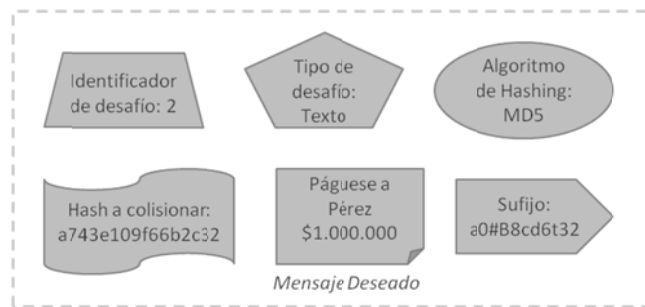 Identificador
de desafío: 2
Tipo de
desafío:
Texto
Algoritmo
de Hashing:
MD5
Hash a colisionar:
a743e109f66b2c32
Páguese a
Pérez
$1.000.000
Mensaje Deseado
Sufijo:
a0#B8cd6t32